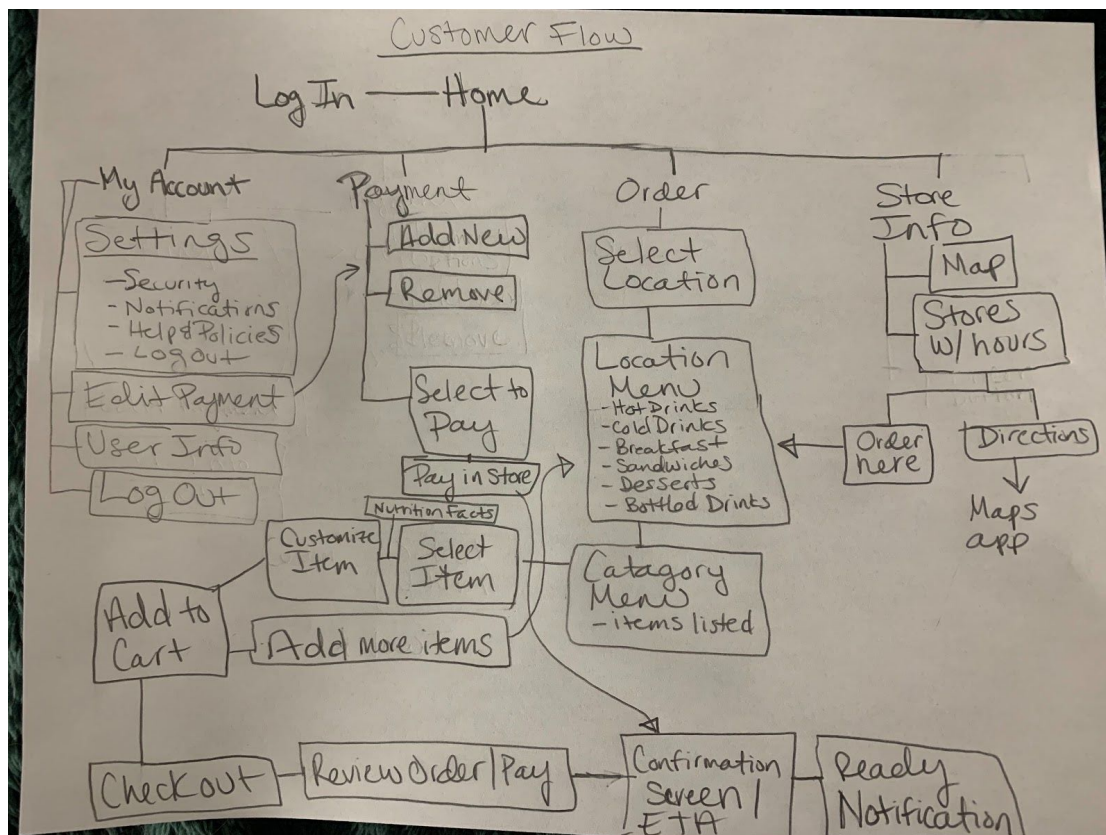 Customer Flow
Log In
Home
My Account
Settings
- Security
- Notifications
- Help & Policies
- Log Out
Edit Payment
User Info
Log Out
Payment
Add New
Options
Remove
Remove
Select to
Pay
Pay in Store
Order
Select
Location
Location
Menu
- Hot Drinks
- Cold Drinks
- Breakfast
- Sandwiches
- Desserts
- Bottled Drinks
Catagory
Menu
- items listed
Store
Info
Map
Stores
w/ hours
Order
here
Directions
Maps
app
Nutrition Facts
Select
Item
Customize
Item
Add to
Cart
Add more items
Checkout
Review Order / Pay
Confirmation
Screen /
ETA
Ready
Notification